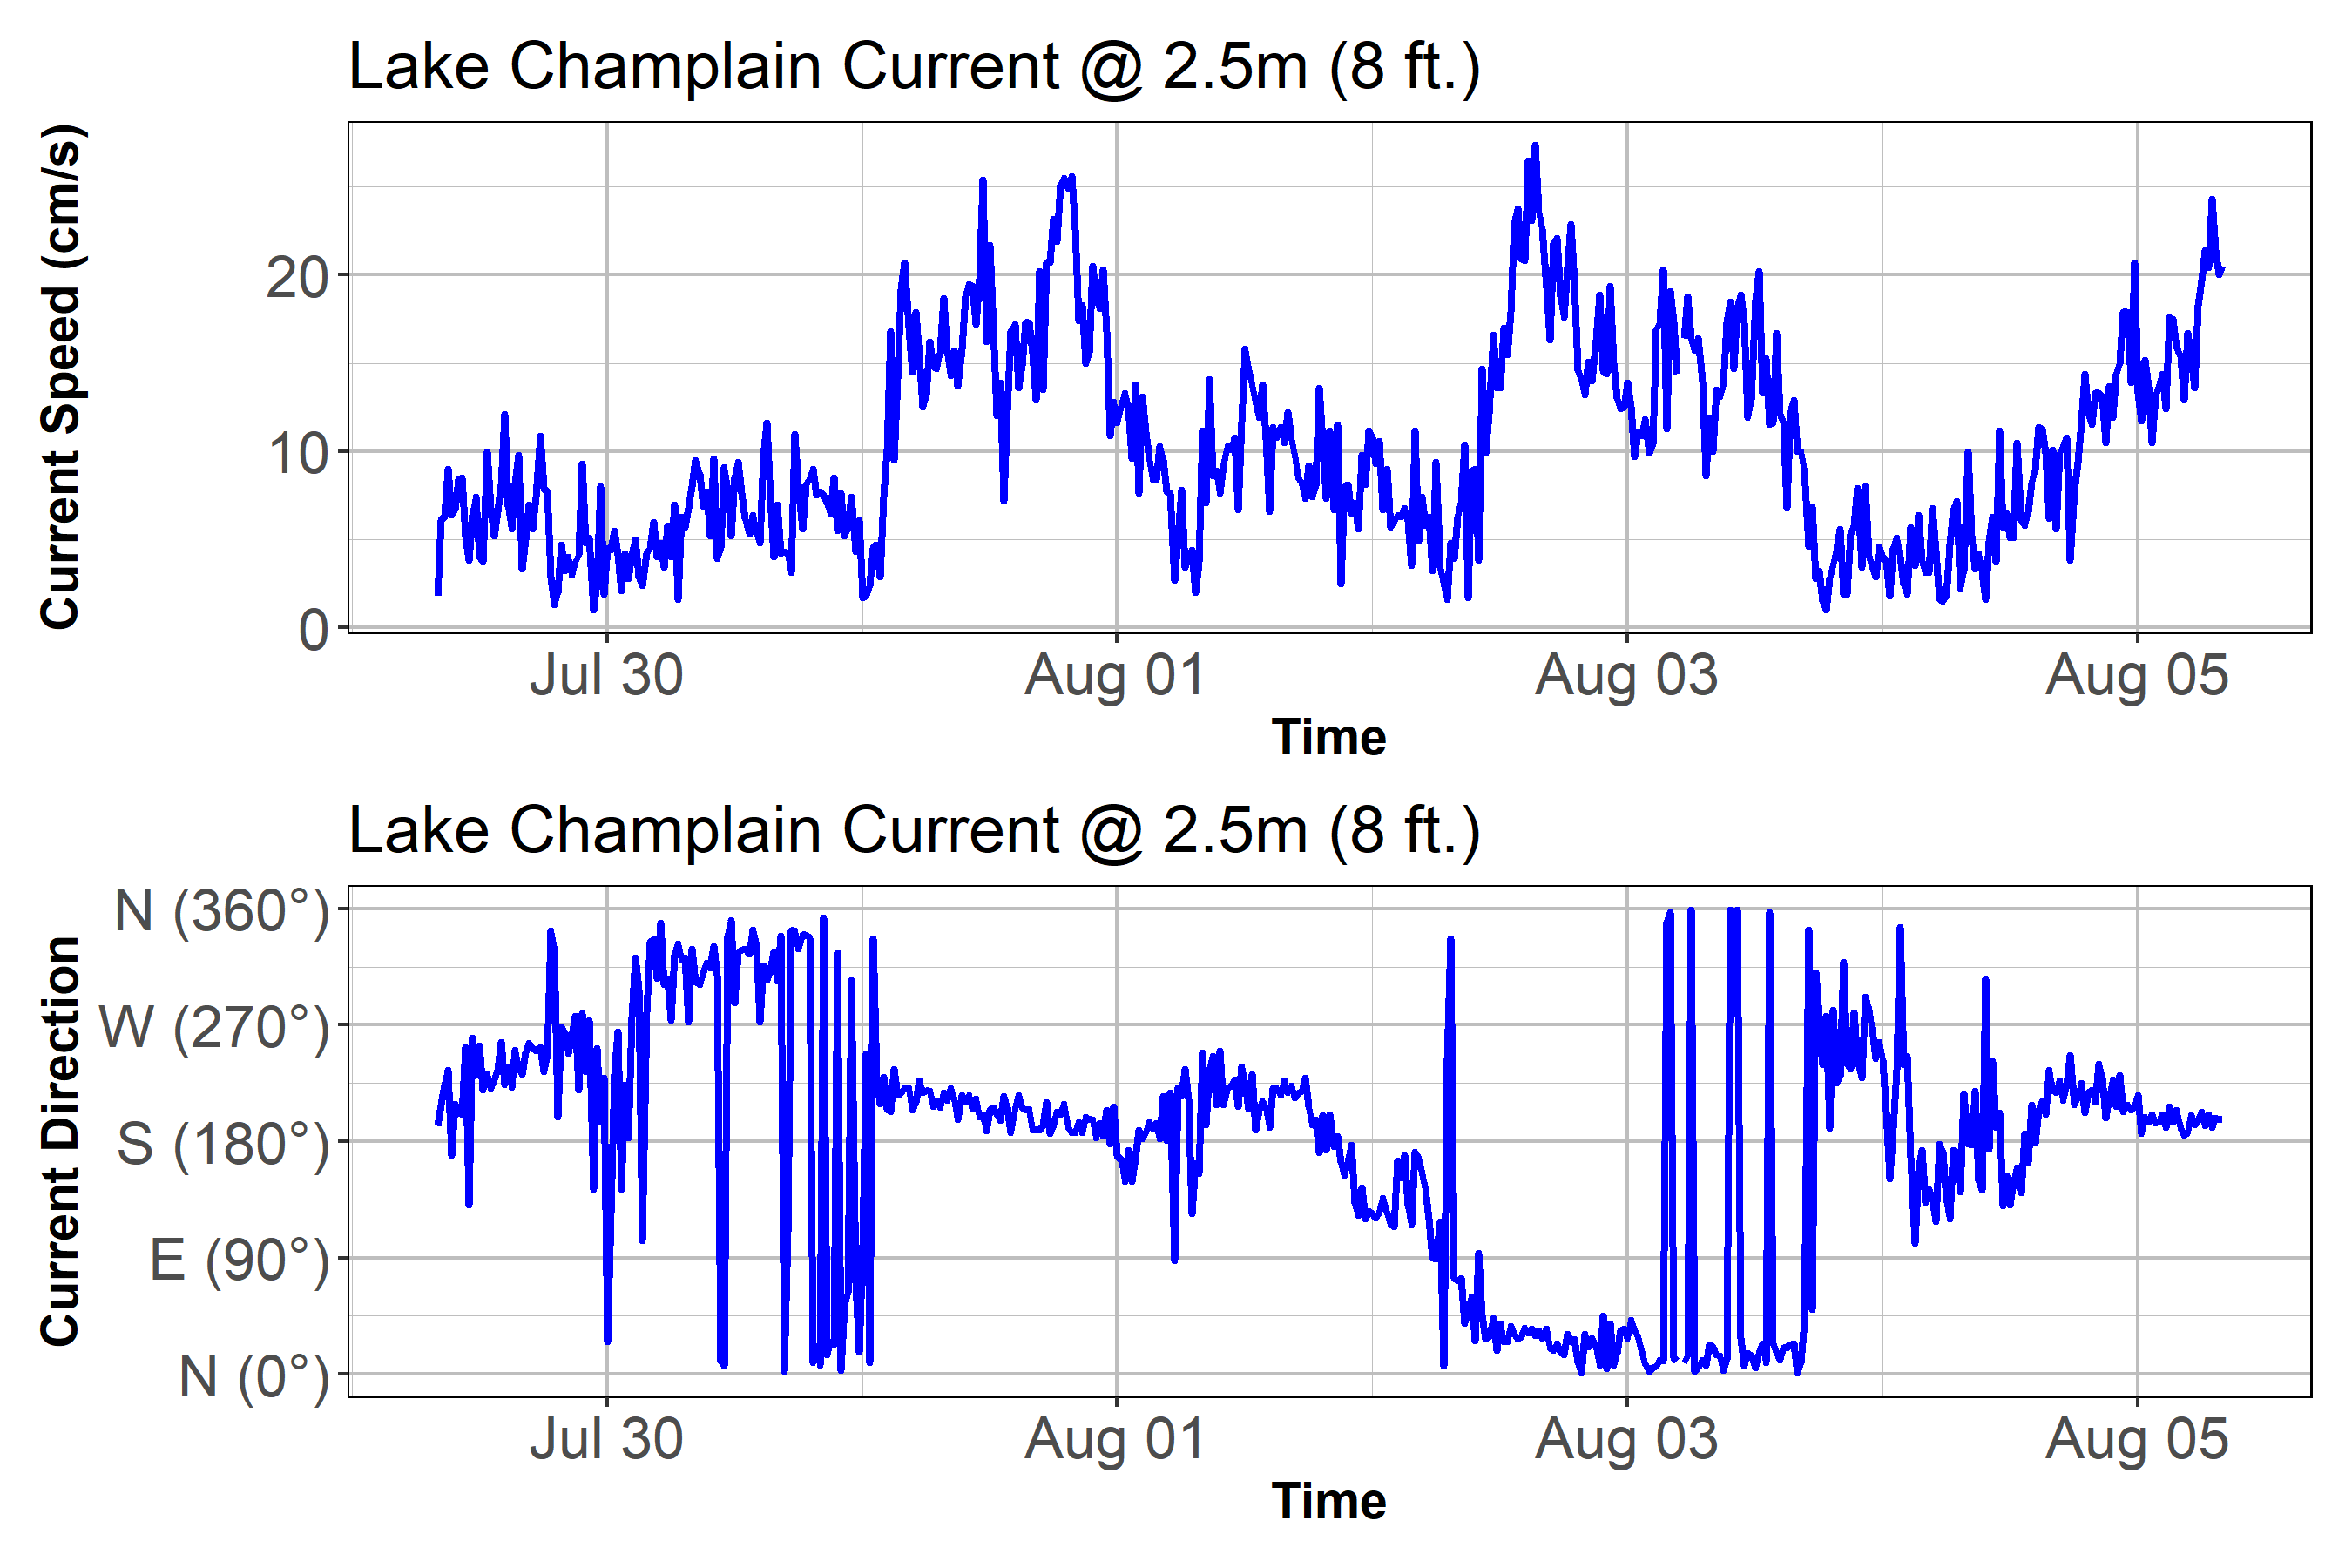 Lake Champlain Current @ 2.5m (8 ft.)
Current Speed (cm/s)
20
10
0
Jul 30
Aug 01
Aug 03
Aug 05
Time
Lake Champlain Current @ 2.5m (8 ft.)
Current Direction
N (360°)
W (270°)
S (180°)
E (90°)
N (0°)
Jul 30
Aug 01
Aug 03
Aug 05
Time